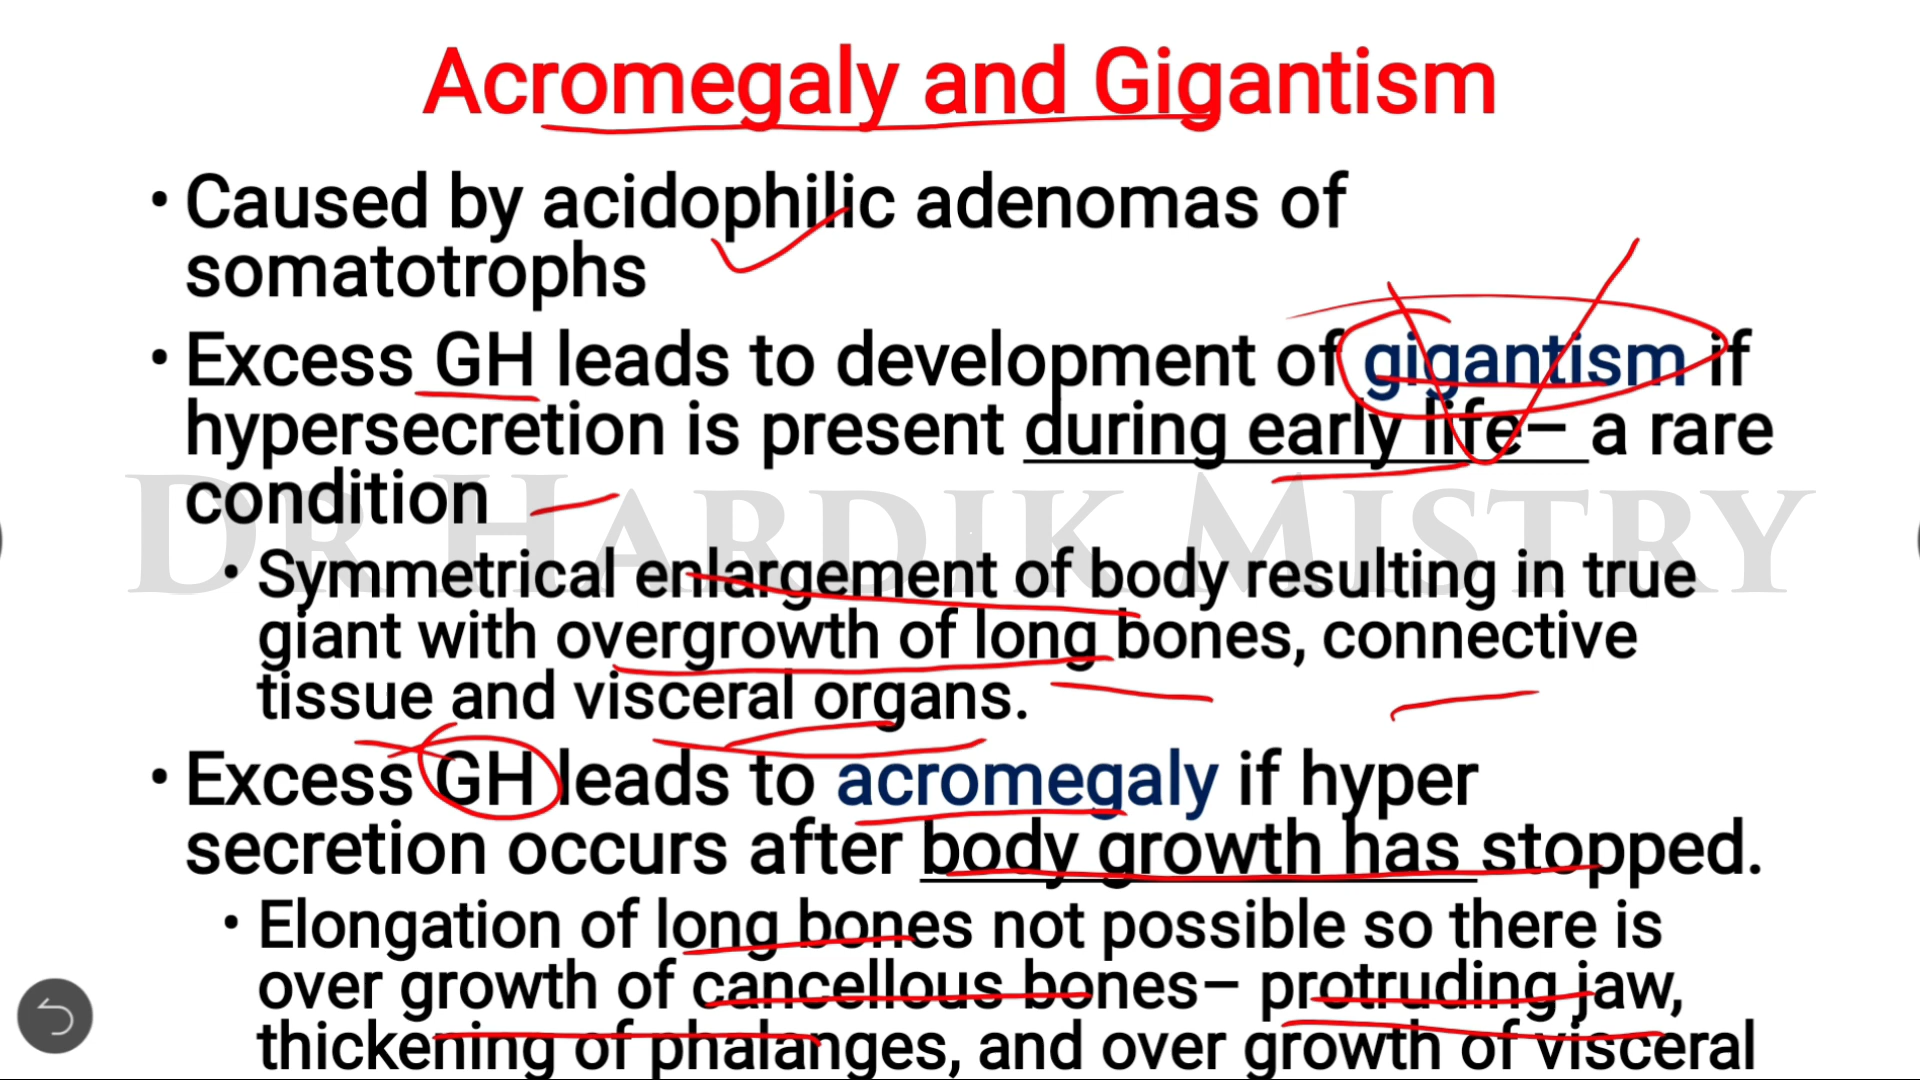 Acromegaly and Gigantism
• Caused by acidophilic adenomas of
somatotrophs
• Excess GH leads to development of gigantism if
hypersecretion is present during early life– a rare
condition
DR HARDIK MISTRY
• Symmetrical enlargement of body resulting in true
giant with overgrowth of long bones, connective
tissue and visceral organs.
• Excess GH leads to acromegaly if hyper
secretion occurs after body growth has stopped.
• Elongation of long bones not possible so there is
over growth of cancellous bones– protruding jaw,
thickening of phalanges, and over growth of visceral